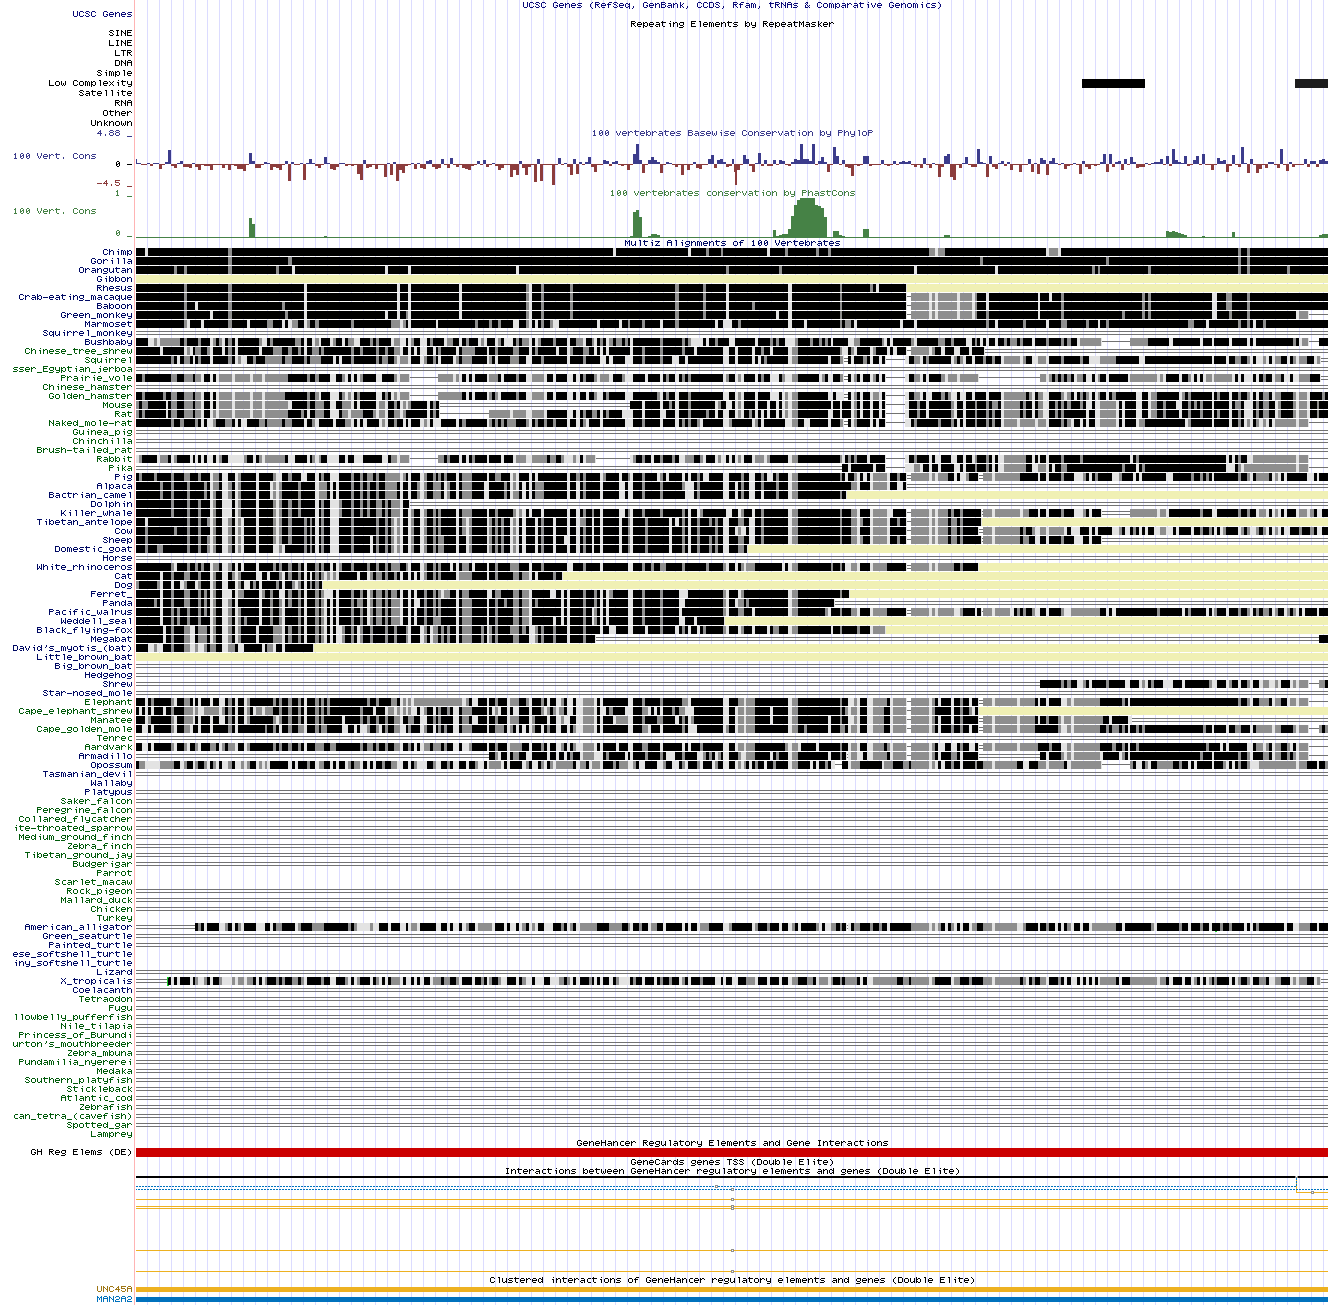 UCSC Genes (RefSeq, GenBank, CCDS, Rfam, tRNAs & Comparative Genomics)
UCSC Genes
Repeating Elements by RepeatMasker
SINE
LINE
LTR
DNA
Simple
Low Complexity
Satellite
RNA
Other
Unknown
4.88 _
100 vertebrates Basewise Conservation by PhyloP
100 Vert. Cons
0 _
-4.5 _
1 _
100 vertebrates conservation by PhastCons
100 Vert. Cons
0 _
Multiz Alignments of 100 Vertebrates
Chimp
Gorilla
Orangutan
Gibbon
Rhesus
Crab-eating_macaque
Baboon
Green_monkey
Marmoset
Squirrel_monkey
Bushbaby
Chinese_tree_shrew
Squirrel
sser_Egyptian_jerboa
Prairie_vole
Chinese_hamster
Golden_hamster
Mouse
Rat
Naked_mole-rat
Guinea_pig
Chinchilla
Brush-tailed_rat
Rabbit
Pika
Pig
Alpaca
Bactrian_camel
Dolphin
Killer_whale
Tibetan_antelope
Cow
Sheep
Domestic_goat
Horse
White_rhinoceros
Cat
Dog
Ferret_
Panda
Pacific_walrus
Weddell_seal
Black_flying-fox
Megabat
David's_myotis_(bat)
Little_brown_bat
Big_brown_bat
Hedgehog
Shrew
Star-nosed_mole
Elephant
Cape_elephant_shrew
Manatee
Cape_golden_mole
Tenrec
Aardvark
Armadillo
Opossum
Tasmanian_devil
Wallaby
Platypus
Saker_falcon
Peregrine_falcon
Collared_flycatcher
ite-throated_sparrow
Medium_ground_finch
Zebra_finch
Tibetan_ground_jay
Budgerigar
Parrot
Scarlet_macaw
Rock_pigeon
Mallard_duck
Chicken
Turkey
American_alligator
Green_seaturtle
Painted_turtle
ese_softshell_turtle
iny_softshell_turtle
Lizard
X_tropicalis
Coelacanth
Tetraodon
Fugu
llowbelly_pufferfish
Nile_tilapia
Princess_of_Burundi
urton's_mouthbreeder
Zebra_mbuna
Pundamilia_nyererei
Medaka
Southern_platyfish
Stickleback
Atlantic_cod
Zebrafish
can_tetra_(cavefish)
Spotted_gar
Lamprey
GeneHancer Regulatory Elements and Gene Interactions
GH Reg Elems (DE)
GeneCards genes TSS (Double Elite)
Interactions between GeneHancer regulatory elements and genes (Double Elite)
Clustered interactions of GeneHancer regulatory elements and genes (Double Elite)
UNC45A
MAN2A2